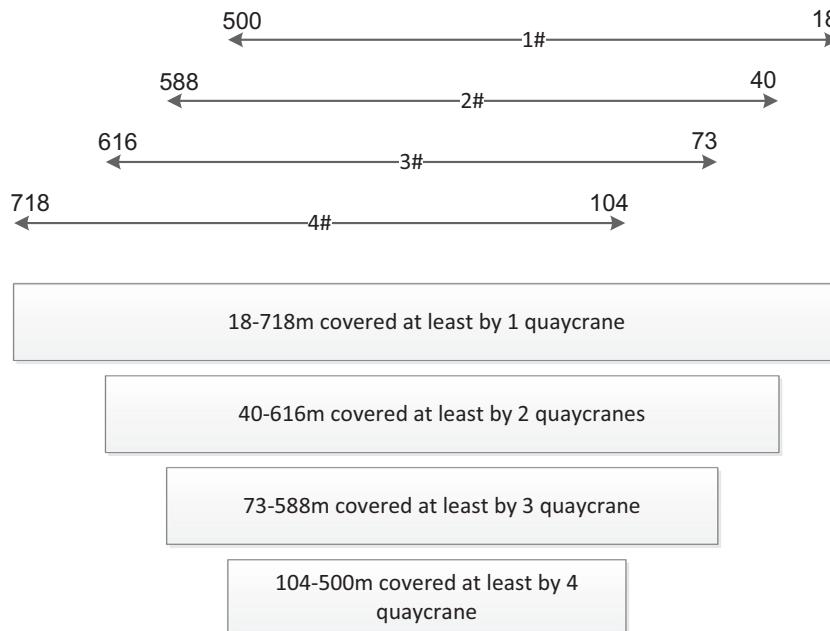 500 18
1#
588 40
2#
616 73
3#
718 104
4#
18-718m covered at least by 1 quaycrane
40-616m covered at least by 2 quaycranes
73-588m covered at least by 3 quaycrane
104-500m covered at least by 4
quaycrane